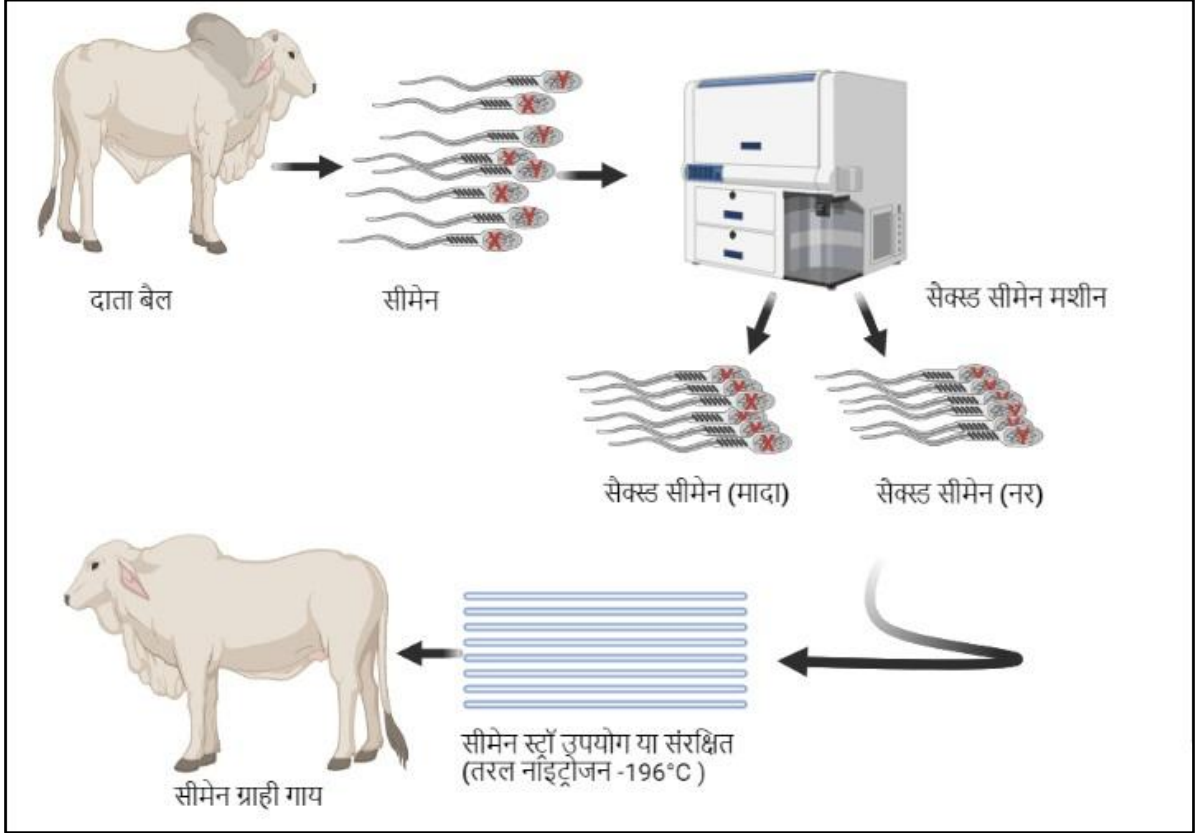 दाता बैल
सीमेन
सैक्स्ड सीमेन मशीन
सैक्स्ड सीमेन (मादा)
सैक्स्ड सीमेन (नर)
सीमेन स्ट्रॉ उपयोग या संरक्षित
(तरल नाइट्रोजन -196°C )
सीमेन ग्राही गाय